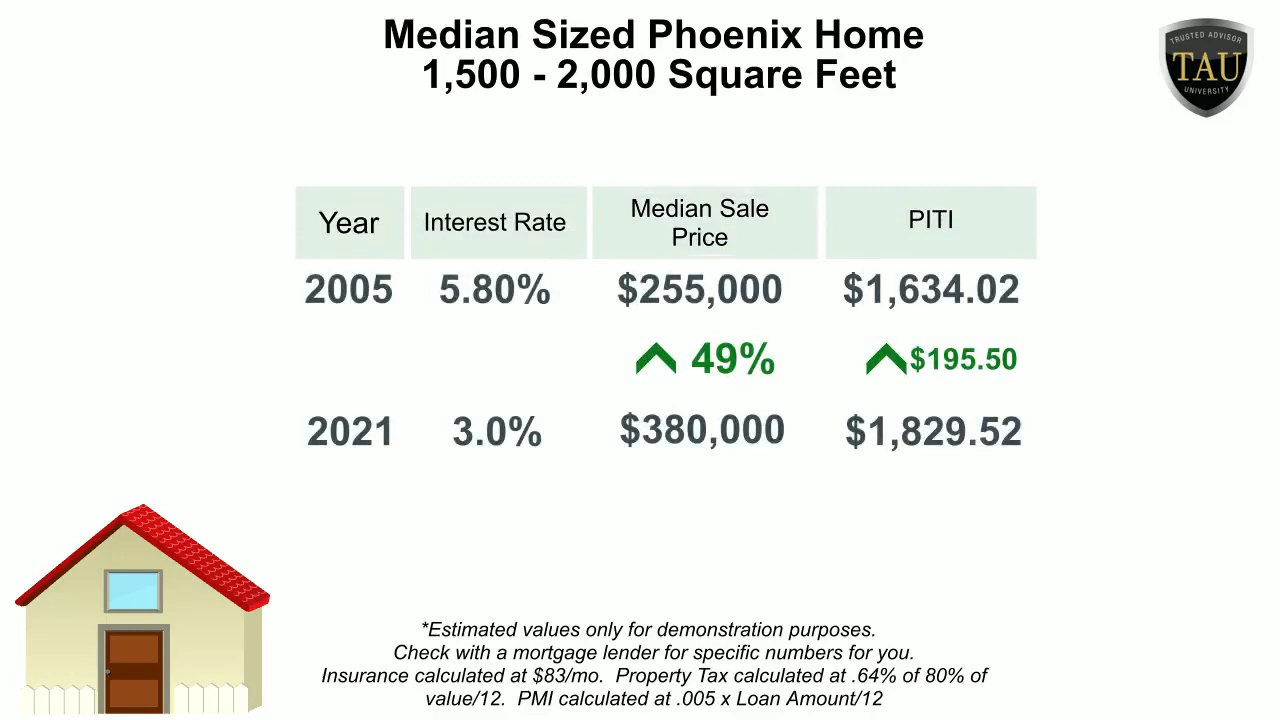 Median Sized Phoenix Home
1,500 - 2,000 Square Feet
TRUSTED ADVISOR
TAU
UNIVERSITY
Year Interest Rate Median Sale Price PITI
2005 5.80% $255,000 $1,634.02
49% $195.50
2021 3.0% $380,000 $1,829.52
*Estimated values only for demonstration purposes.
Check with a mortgage lender for specific numbers for you.
Insurance calculated at $83/mo. Property Tax calculated at .64% of 80% of
value/12. PMI calculated at .005 x Loan Amount/12